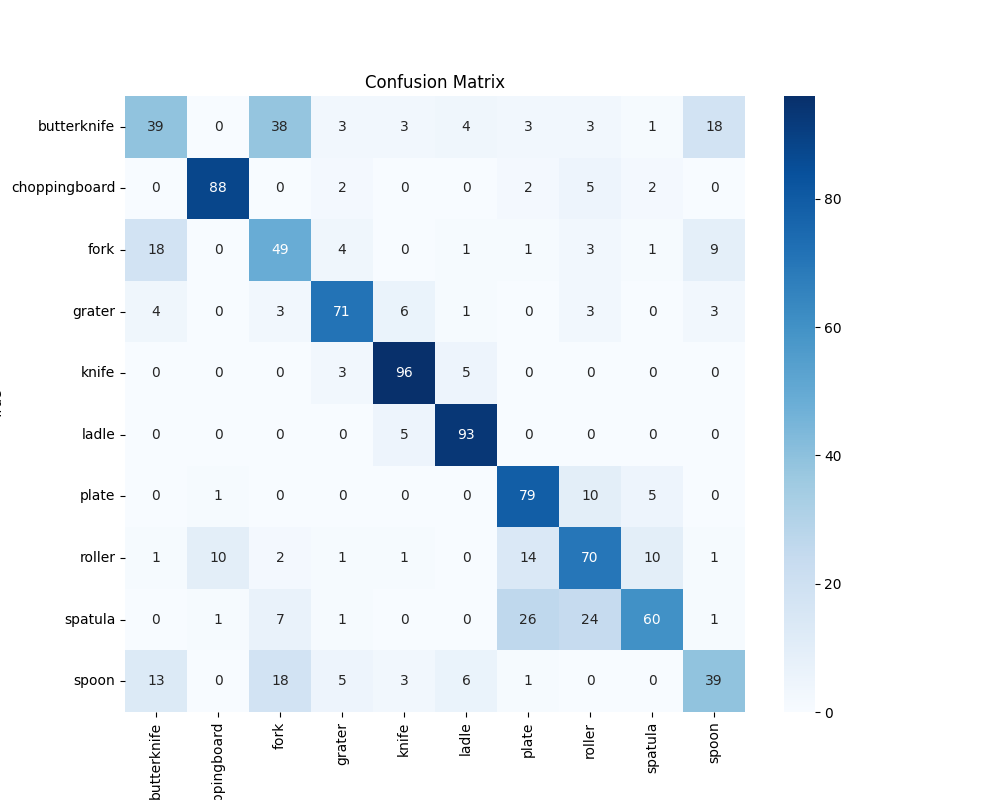 Confusion Matrix
butterknife 39 0 38 3 3 4 3 3 1 18
choppingboard 0 88 0 2 0 0 2 5 2 0
80
fork 18 0 49 4 0 1 1 3 1 9
grater 4 0 3 71 6 1 0 3 0 3
60
knife 0 0 0 3 96 5 0 0 0 0
ladle 0 0 0 0 5 93 0 0 0 0
40
plate 0 1 0 0 0 0 79 10 5 0
roller 1 10 2 1 1 0 14 70 10 1
20
spatula 0 1 7 1 0 0 26 24 60 1
spoon 13 0 18 5 3 6 1 0 0 39
0
butterknife ppingboard fork grater knife ladle plate roller spatula spoon